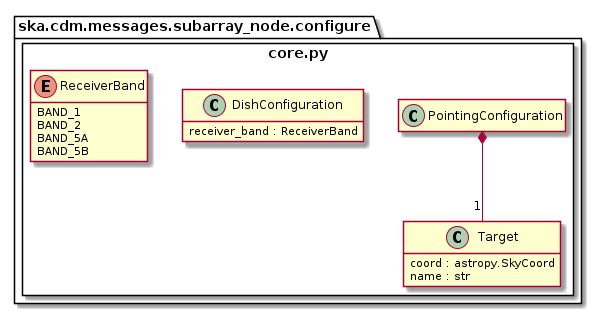 ska.cdm.messages.subarray_node.configure
core.py
E ReceiverBand
BAND_1
BAND_2
BAND_5A
BAND_5B
C DishConfiguration
receiver_band : ReceiverBand
C PointingConfiguration
1
C Target
coord : astropy.SkyCoord
name : str